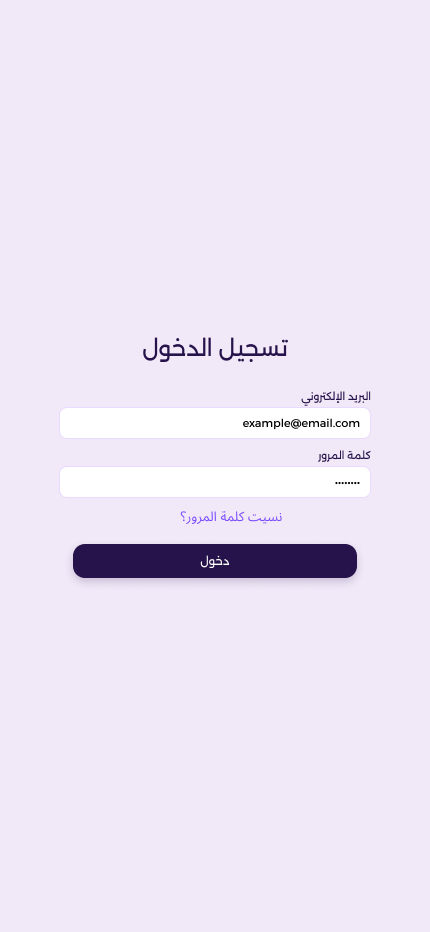 تسجيل الدخول
البريد الإلكتروني
example@email.com
كلمة المرور
••••••••
نسيت كلمة المرور؟
دخول